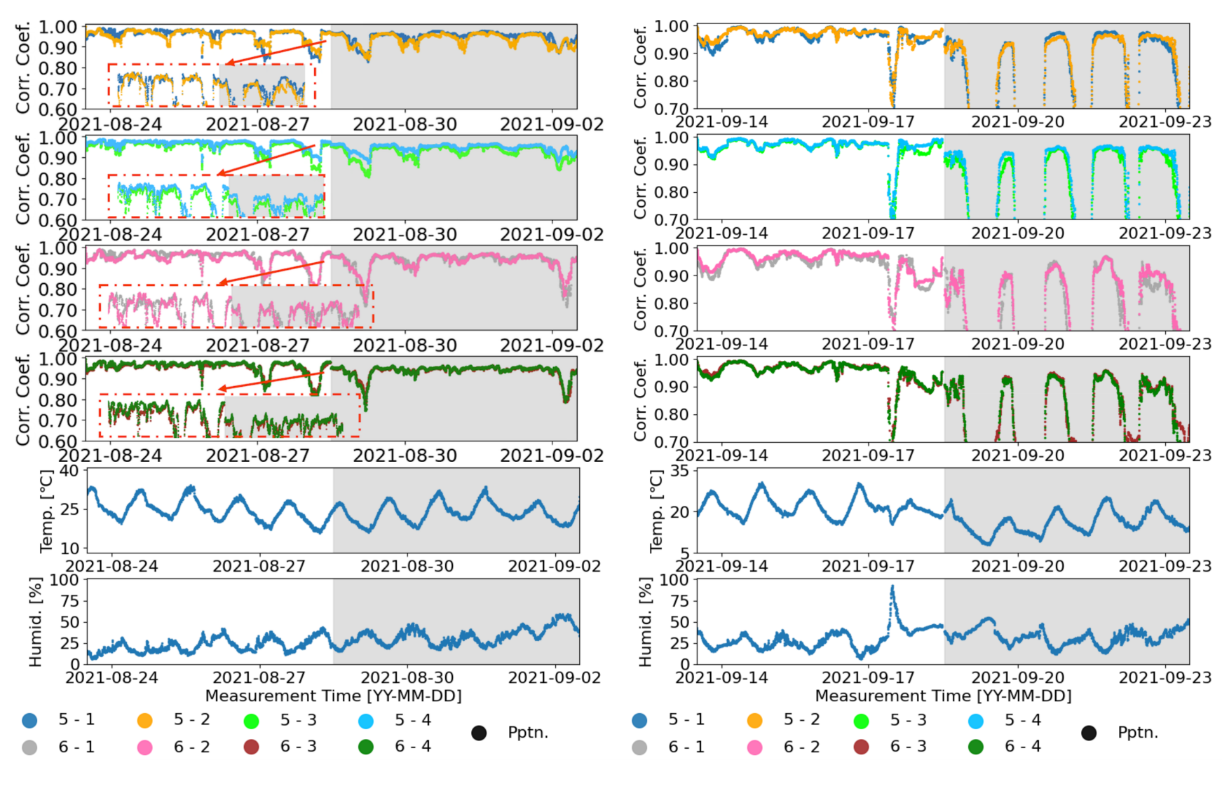 Corr. Coef.
1.00
0.90
0.80
0.70
0.60
2021-08-24 2021-08-27 2021-08-30 2021-09-02
Corr. Coef.
1.00
0.90
0.80
0.70
0.60
2021-08-24 2021-08-27 2021-08-30 2021-09-02
Corr. Coef.
1.00
0.90
0.80
0.70
0.60
2021-08-24 2021-08-27 2021-08-30 2021-09-02
Corr. Coef.
1.00
0.90
0.80
0.70
0.60
2021-08-24 2021-08-27 2021-08-30 2021-09-02
Temp. [℃]
40
25
10
2021-08-24 2021-08-27 2021-08-30 2021-09-02
Humid. [%]
100
75
50
25
0
2021-08-24 2021-08-27 2021-08-30 2021-09-02
Measurement Time [YY-MM-DD]
5 - 1 5 - 2 5 - 3 5 - 4 Pptn.
6 - 1 6 - 2 6 - 3 6 - 4
Corr. Coef.
1.00
0.90
0.80
0.70
2021-09-14 2021-09-17 2021-09-20 2021-09-23
Corr. Coef.
1.00
0.90
0.80
0.70
2021-09-14 2021-09-17 2021-09-20 2021-09-23
Corr. Coef.
1.00
0.90
0.80
0.70
2021-09-14 2021-09-17 2021-09-20 2021-09-23
Corr. Coef.
1.00
0.90
0.80
0.70
2021-09-14 2021-09-17 2021-09-20 2021-09-23
Temp. [℃]
35
20
5
2021-09-14 2021-09-17 2021-09-20 2021-09-23
Humid. [%]
100
75
50
25
0
2021-09-14 2021-09-17 2021-09-20 2021-09-23
Measurement Time [YY-MM-DD]
5 - 1 5 - 2 5 - 3 5 - 4 Pptn.
6 - 1 6 - 2 6 - 3 6 - 4